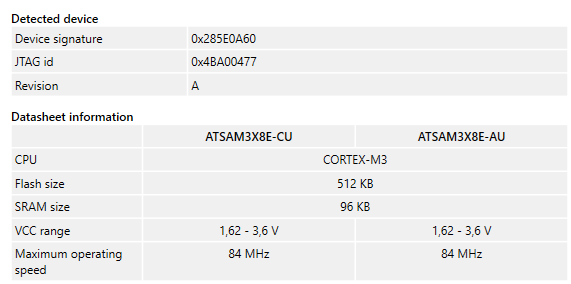 Detected device
Device signature 0x285E0A60
JTAG id 0x4BA00477
Revision A
Datasheet information
ATSAM3X8E-CU ATSAM3X8E-AU
CPU CORTEX-M3
Flash size 512 KB
SRAM size 96 KB
VCC range 1,62 - 3,6 V 1,62 - 3,6 V
Maximum operating 84 MHz 84 MHz
speed